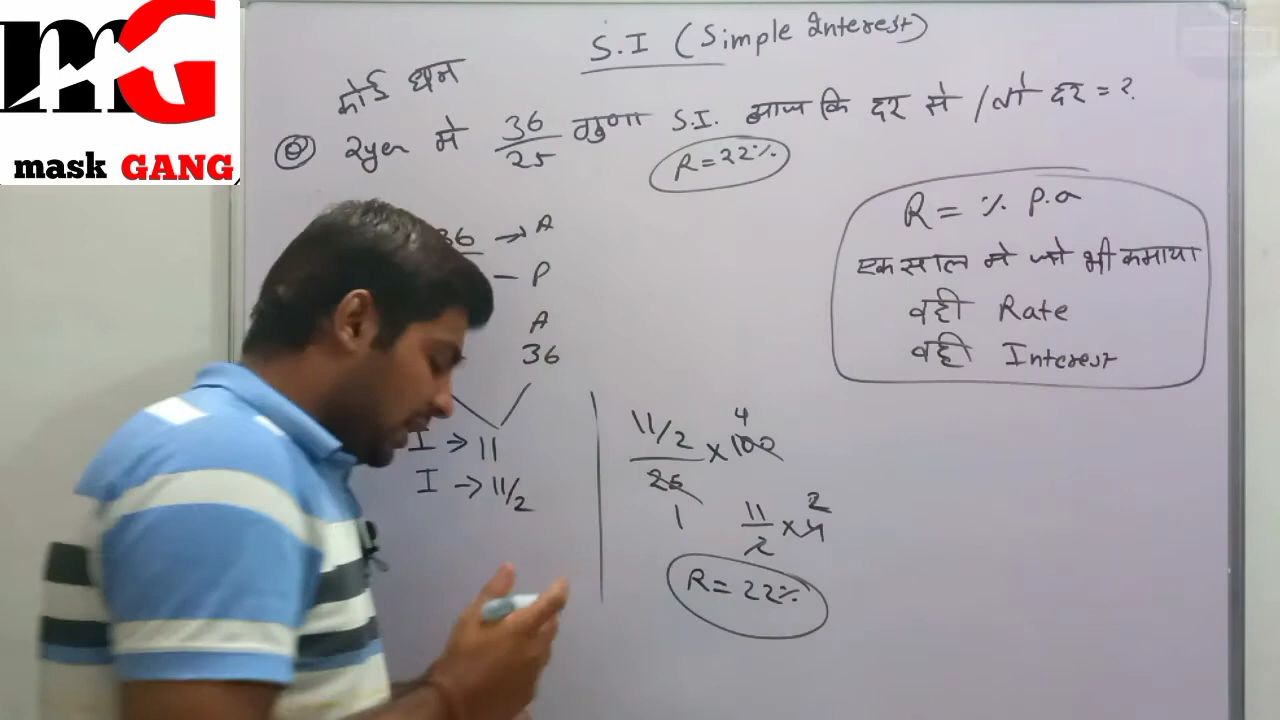 mG
mask GANG
S.I (Simple Interest)
कोई धन
Q 2yer मे 36/25 गुणा S.I. ब्याज कि दर से / तो दर = ?
R = 22%
36 → A
— P
A
36
I → 11
I → 11/2
11/2 / 25 × 100 4
1
11/2 × 4 2
R = 22%
R = % P.a
एक साल मे जो भी कमाया
वही Rate
वही Interest